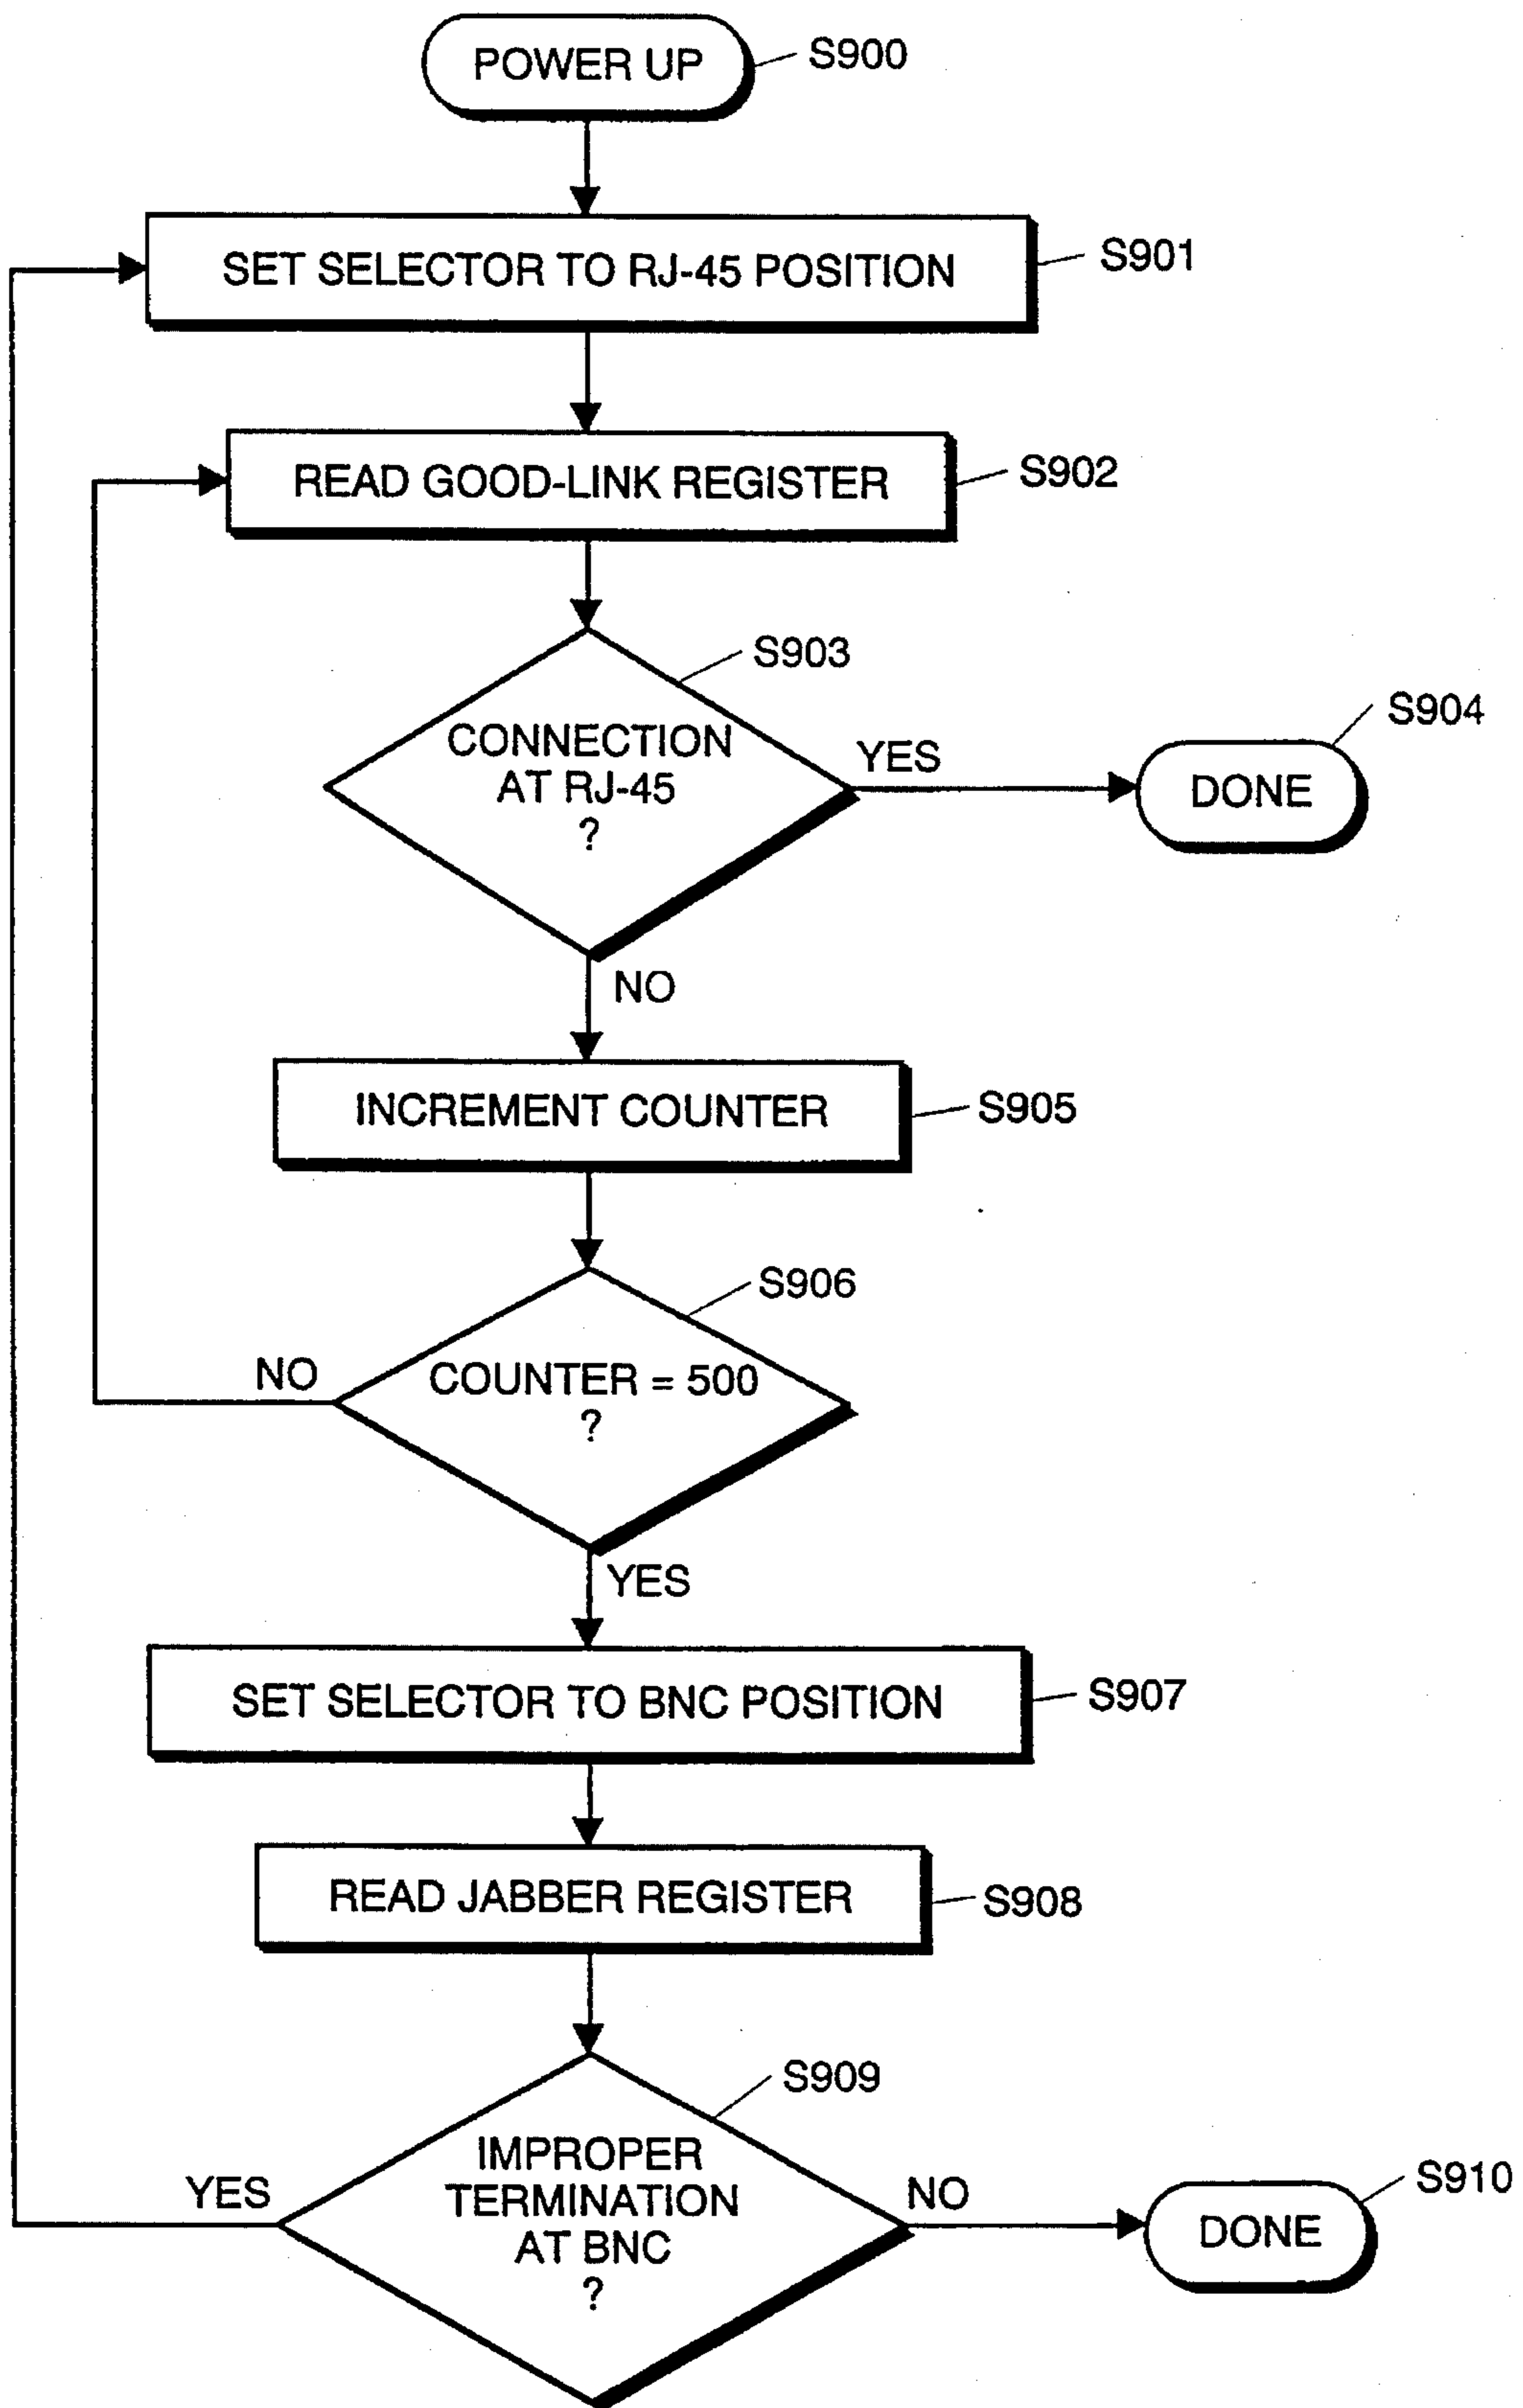 POWER UP
S900
SET SELECTOR TO RJ-45 POSITION
S901
READ GOOD-LINK REGISTER
S902
S903
CONNECTION
AT RJ-45
?
YES
DONE
S904
NO
INCREMENT COUNTER
S905
S906
COUNTER = 500
?
NO
YES
SET SELECTOR TO BNC POSITION
S907
READ JABBER REGISTER
S908
S909
IMPROPER
TERMINATION
AT BNC
?
YES
NO
DONE
S910